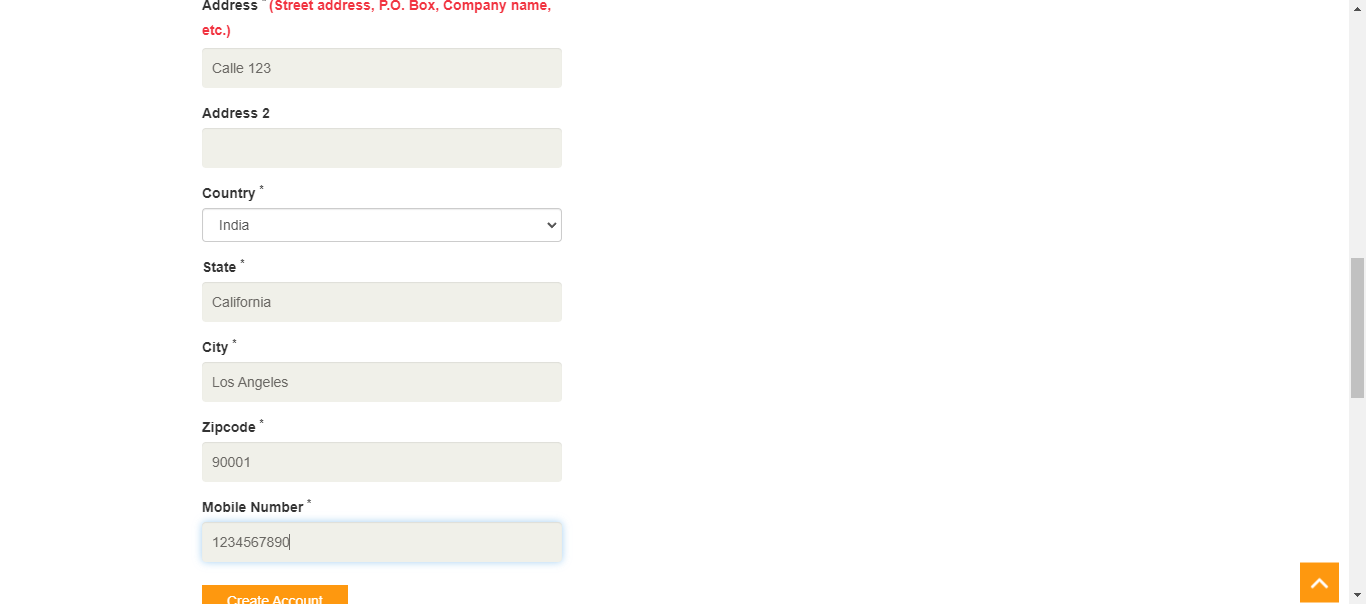 Address * (Street address, P.O. Box, Company name,
etc.)
Calle 123
Address 2
Country *
India
State *
California
City *
Los Angeles
Zipcode *
90001
Mobile Number *
1234567890
Create Account